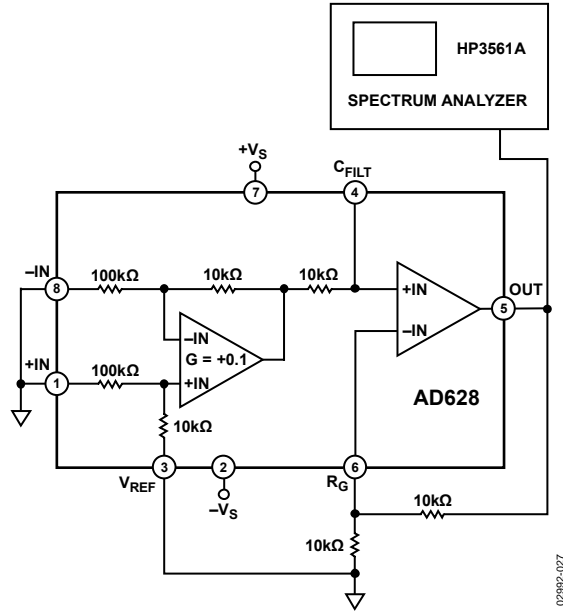 HP3561A
SPECTRUM ANALYZER
+VS
CFILT
7
4
–IN
100kΩ
10kΩ
10kΩ
OUT
8
+IN
5
–IN
–IN
G = +0.1
+IN
100kΩ
+IN
1
AD628
10kΩ
3
2
6
VREF
RG
–VS
10kΩ
10kΩ
02992-027